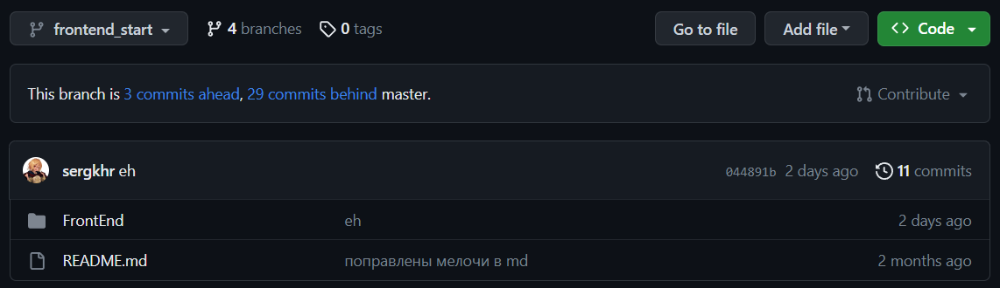 frontend_start 4 branches 0 tags Go to file Add file Code
This branch is 3 commits ahead, 29 commits behind master. Contribute
sergkhr eh 044891b 2 days ago 11 commits
FrontEnd eh 2 days ago
README.md поправлены мелочи в md 2 months ago